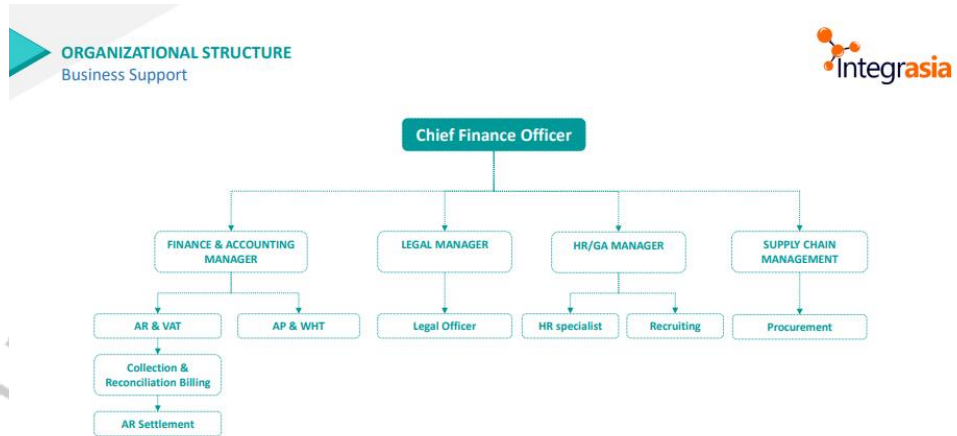 ORGANIZATIONAL STRUCTURE
Business Support
Integrasia
Chief Finance Officer
FINANCE & ACCOUNTING
MANAGER
LEGAL MANAGER
HR/GA MANAGER
SUPPLY CHAIN
MANAGEMENT
AR & VAT
AP & WHT
Legal Officer
HR specialist
Recruiting
Procurement
Collection &
Reconciliation Billing
AR Settlement